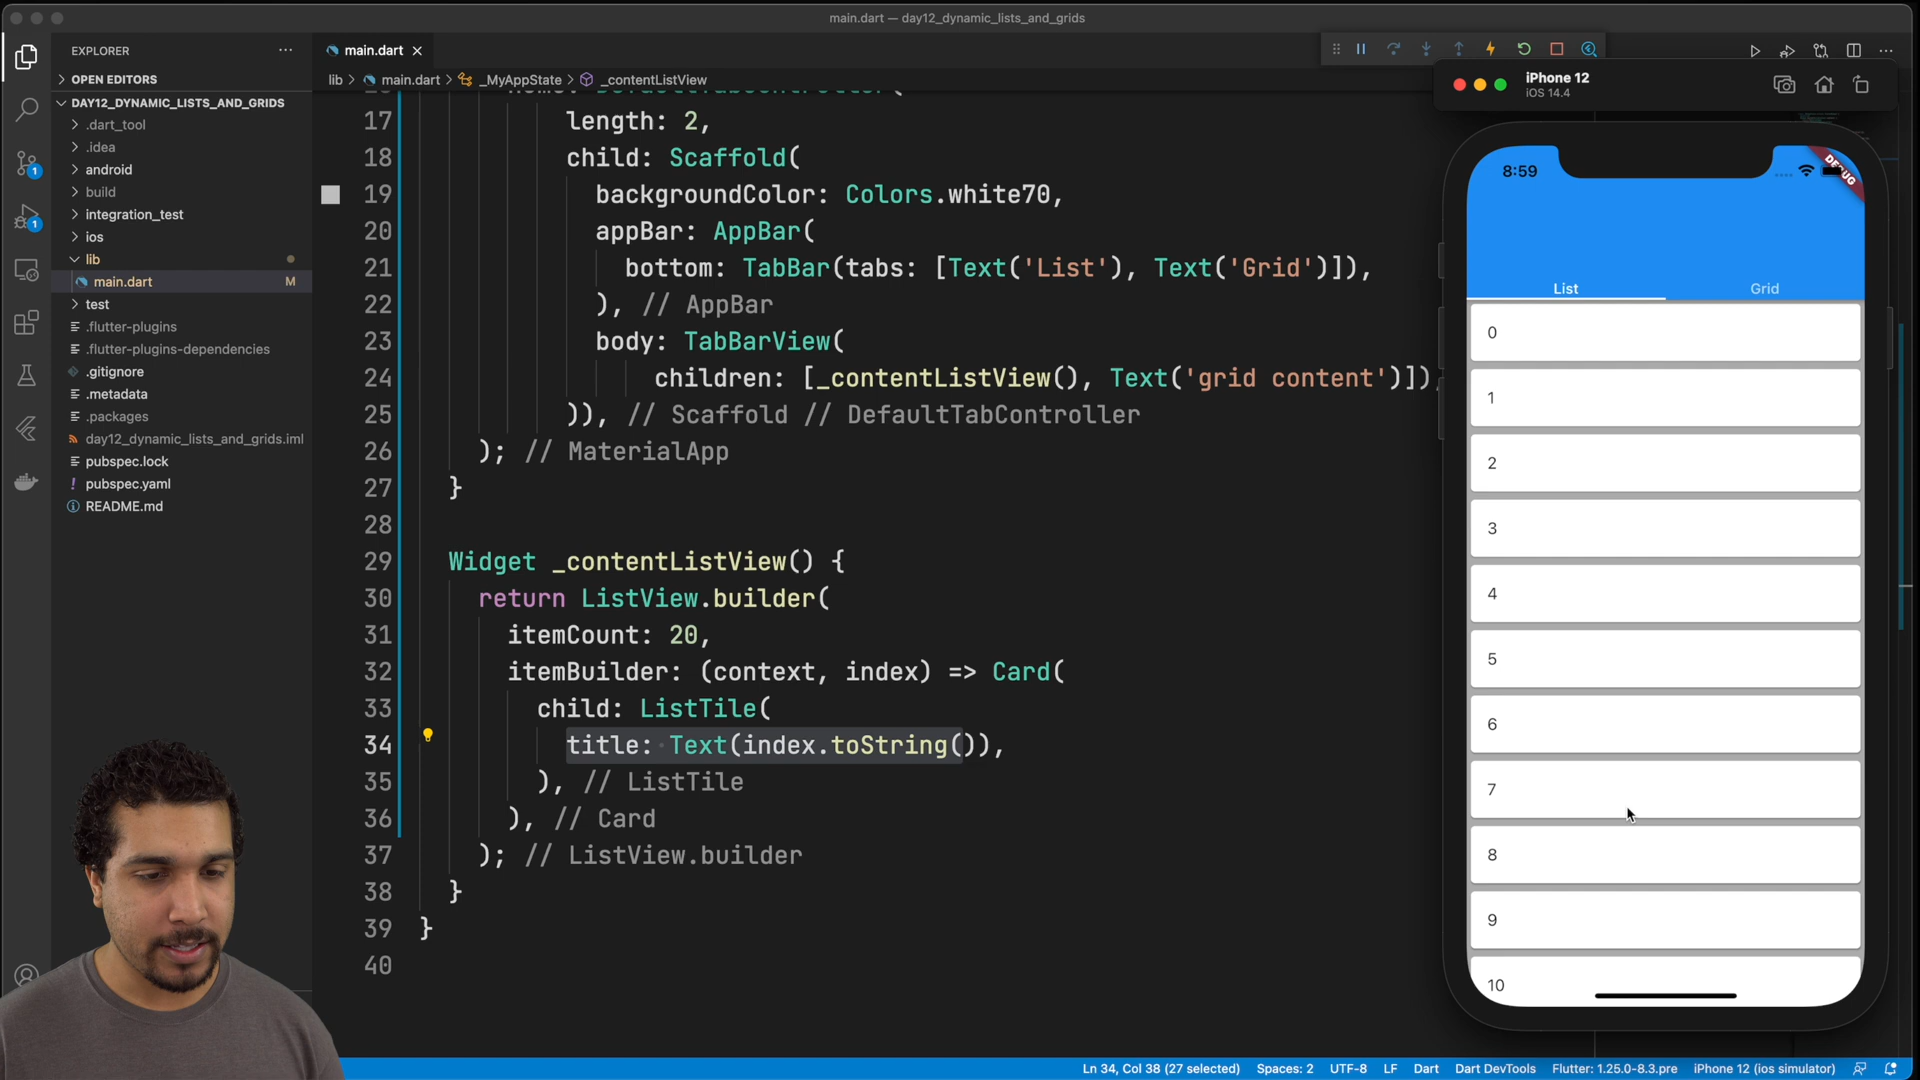 main.dart — day12_dynamic_lists_and_grids
EXPLORER
main.dart
OPEN EDITORS
lib > main.dart > _MyAppState > _contentListView
DAY12_DYNAMIC_LISTS_AND_GRIDS
.dart_tool
.idea
android
build
integration_test
ios
lib
main.dart M
test
.flutter-plugins
.flutter-plugins-dependencies
.gitignore
.metadata
.packages
day12_dynamic_lists_and_grids.iml
pubspec.lock
pubspec.yaml
README.md
1
1
17 length: 2,
18 child: Scaffold(
19 backgroundColor: Colors.white70,
20 appBar: AppBar(
21 bottom: TabBar(tabs: [Text('List'), Text('Grid')]),
22 ), // AppBar
23 body: TabBarView(
24 children: [_contentListView(), Text('grid content')]),
25 )), // Scaffold // DefaultTabController
26 ); // MaterialApp
27 }
28
29 Widget _contentListView() {
30 return ListView.builder(
31 itemCount: 20,
32 itemBuilder: (context, index) => Card(
33 child: ListTile(
34 title: Text(index.toString()),
35 ), // ListTile
36 ), // Card
37 ); // ListView.builder
38 }
39 }
40
iPhone 12
iOS 14.4
8:59
DEBUG
List Grid
0
1
2
3
4
5
6
7
8
9
10
Ln 34, Col 38 (27 selected) Spaces: 2 UTF-8 LF Dart Dart DevTools Flutter: 1.25.0-8.3.pre iPhone 12 (ios simulator)